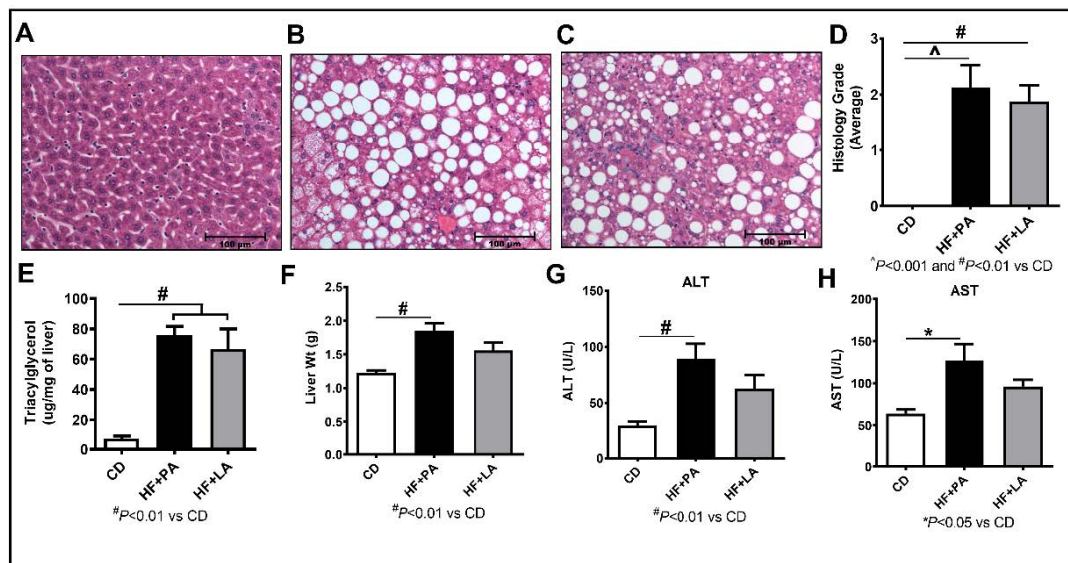 A
100 μm
B
100 μm
C
100 μm
D
^
#
Histology Grade
(Average)
3
2
1
0
CD
HF+PA
HF+LA
^P<0.001 and #P<0.01 vs CD
E
#
Triacylglycerol
(ug/mg of liver)
100
80
60
40
20
0
CD
HF+PA
HF+LA
#P<0.01 vs CD
F
#
Liver Wt (g)
2.5
2.0
1.5
1.0
0.5
0.0
CD
HF+PA
HF+LA
#P<0.01 vs CD
G
ALT
#
ALT (U/L)
150
100
50
0
CD
HF+PA
HF+LA
#P<0.01 vs CD
H
AST
*
AST (U/L)
200
150
100
50
0
CD
HF+PA
HF+LA
*P<0.05 vs CD